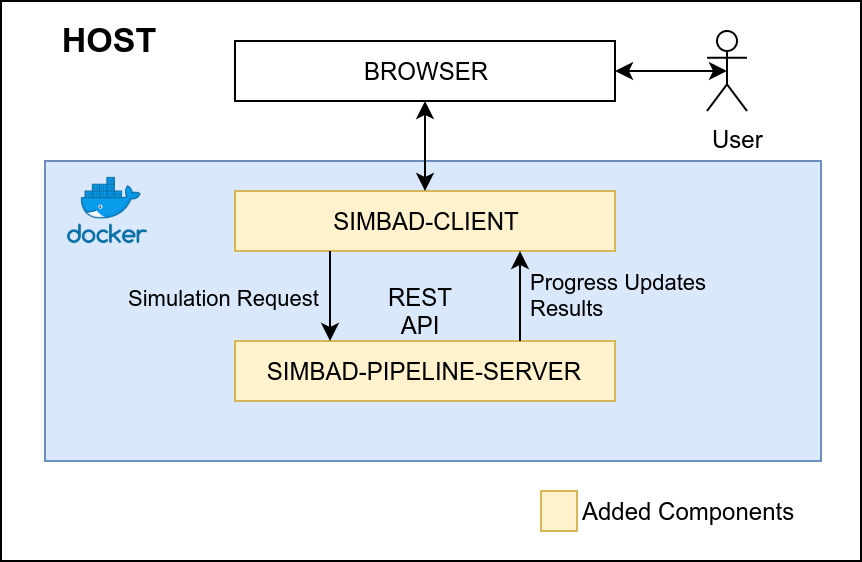 HOST
BROWSER
User
docker
SIMBAD-CLIENT
Simulation Request
REST
API
Progress Updates
Results
SIMBAD-PIPELINE-SERVER
Added Components